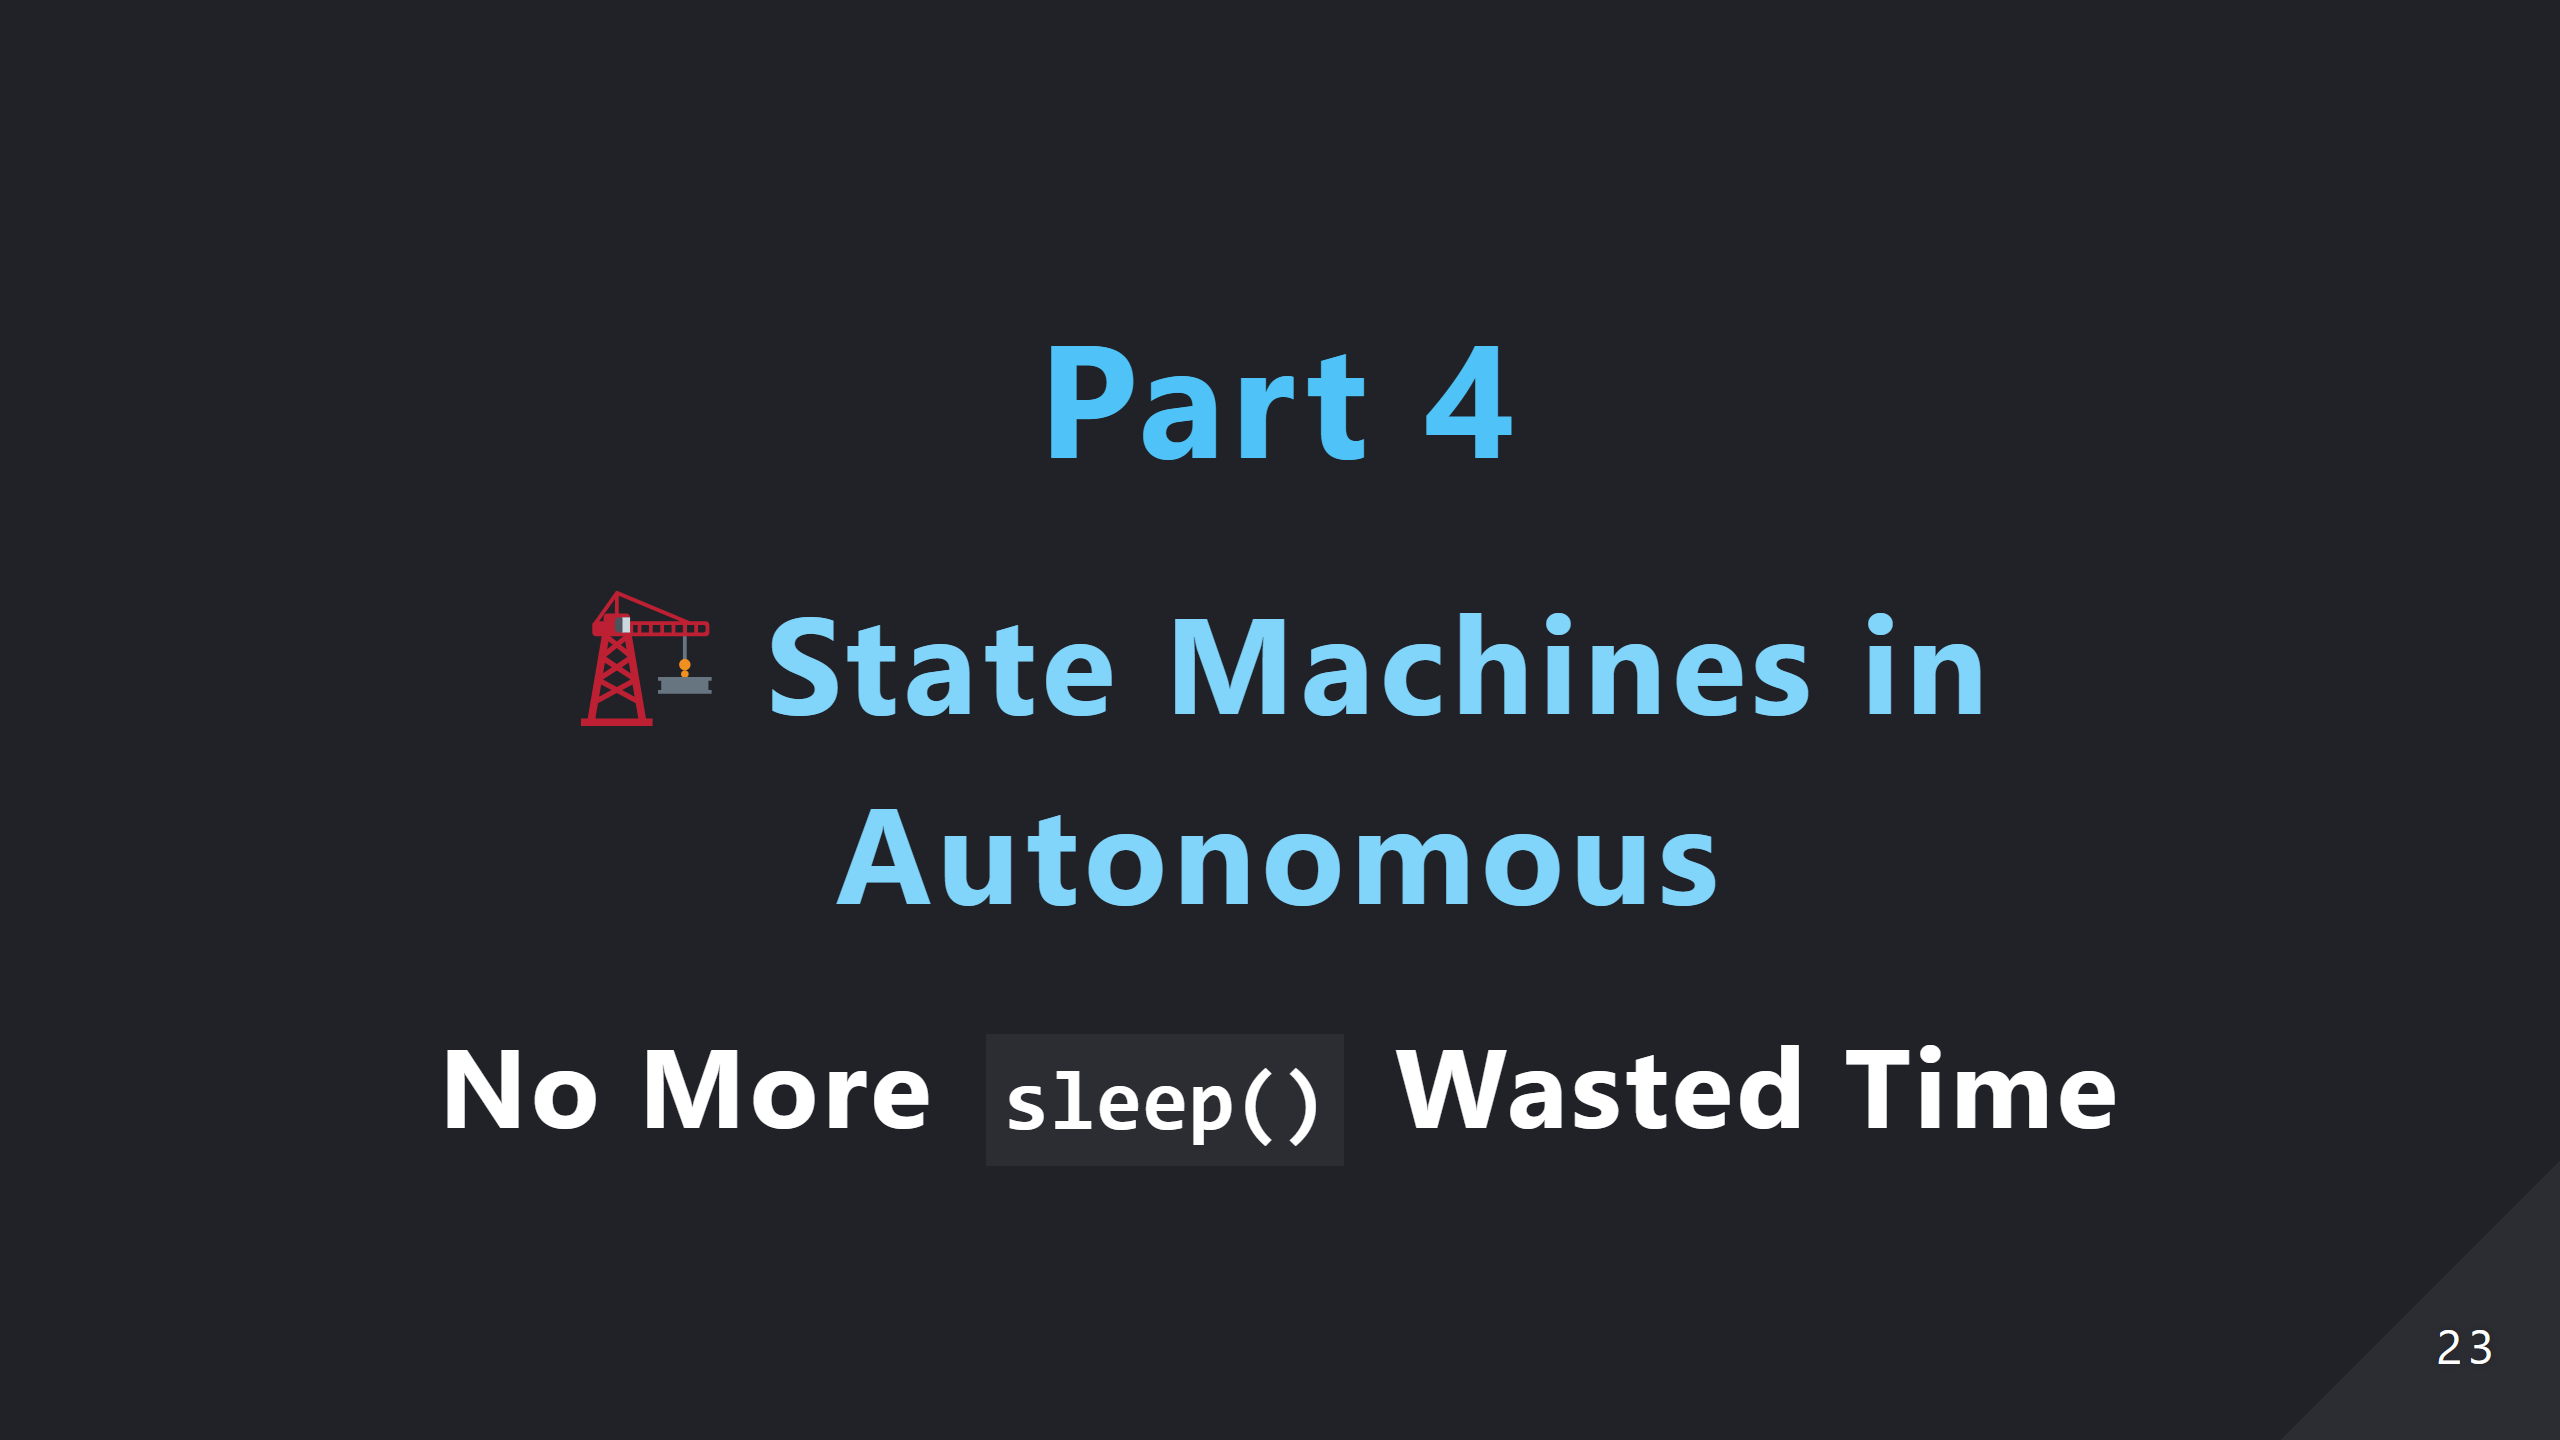 Part 4
State Machines in
Autonomous
No More sleep() Wasted Time
23